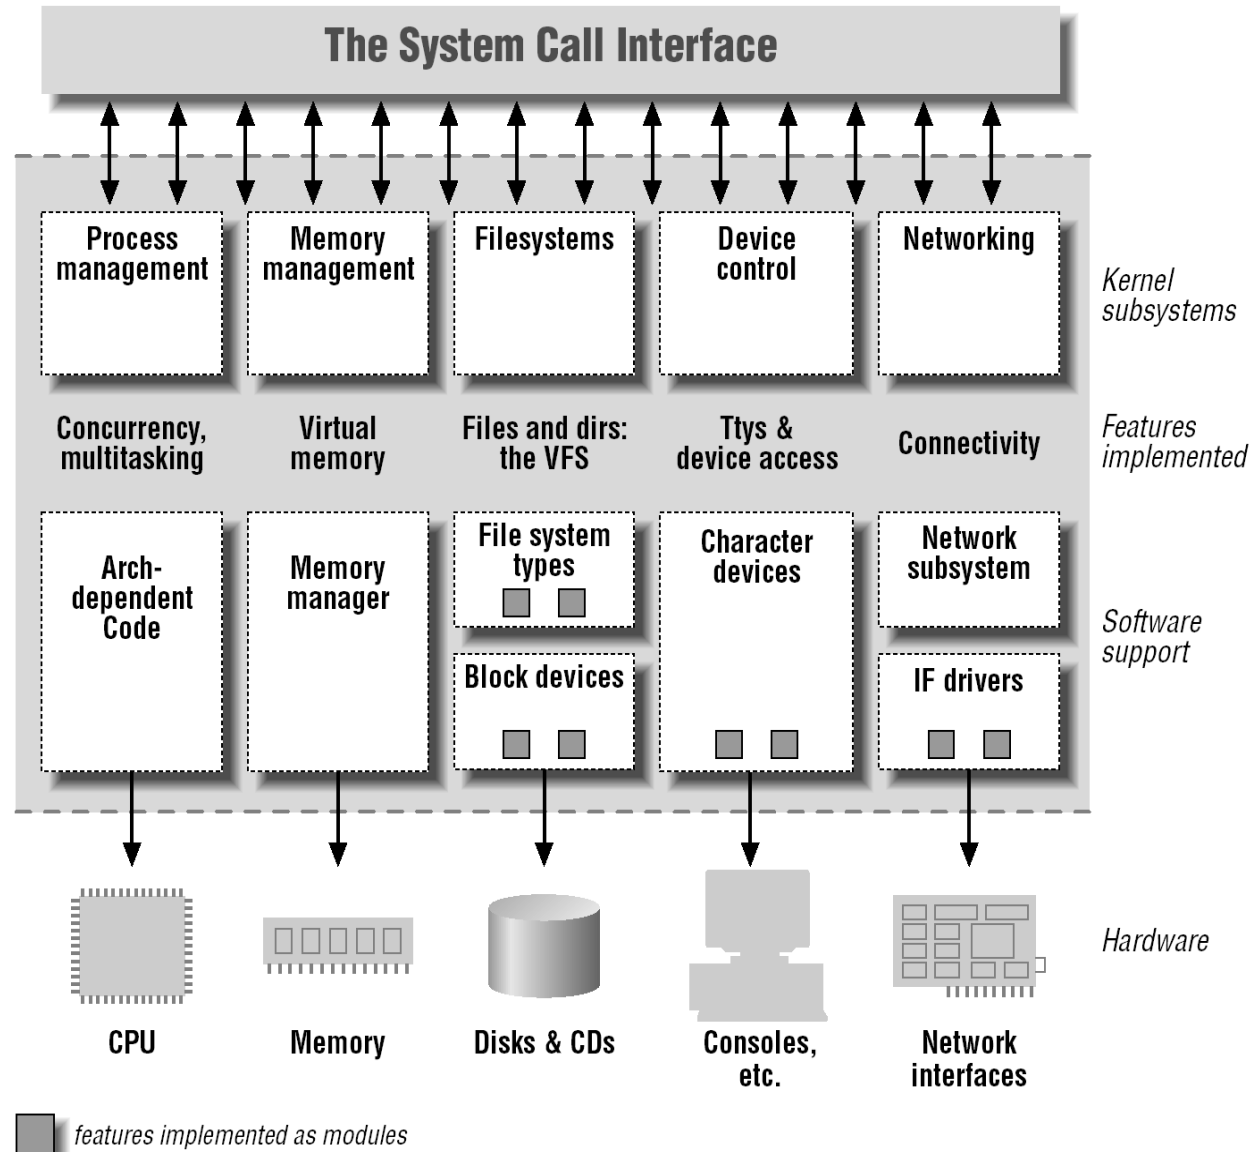 The System Call Interface
Process
management
Memory
management
Filesystems
Device
control
Networking
Kernel
subsystems
Concurrency,
multitasking
Virtual
memory
Files and dirs:
the VFS
Ttys &
device access
Connectivity
Features
implemented
Arch-
dependent
Code
Memory
manager
File system
types
Block devices
Character
devices
Network
subsystem
IF drivers
Software
support
CPU
Memory
Disks & CDs
Consoles,
etc.
Network
interfaces
Hardware
features implemented as modules